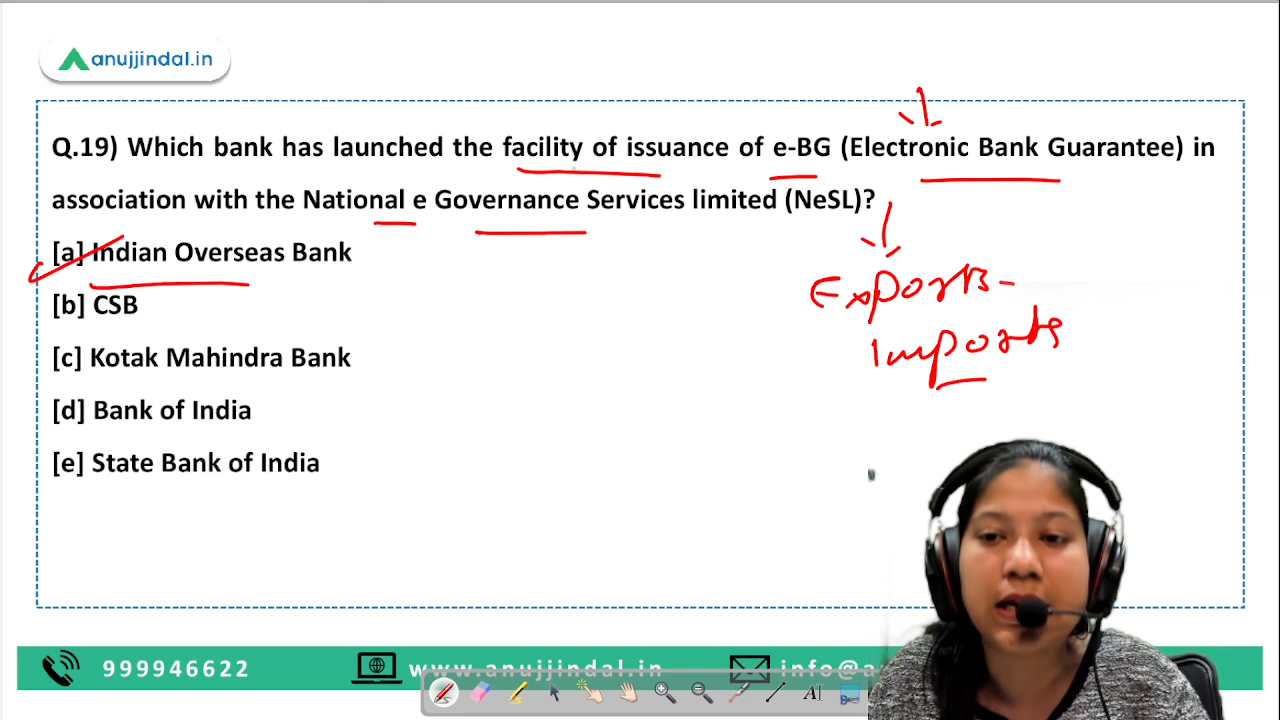 anujjindal.in
Q.19) Which bank has launched the facility of issuance of e-BG (Electronic Bank Guarantee) in
association with the National e Governance Services limited (NeSL)?
[a] Indian Overseas Bank
[b] CSB
[c] Kotak Mahindra Bank
[d] Bank of India
[e] State Bank of India
Exports-
Imports
999946622
www.anujjindal.in
info@a